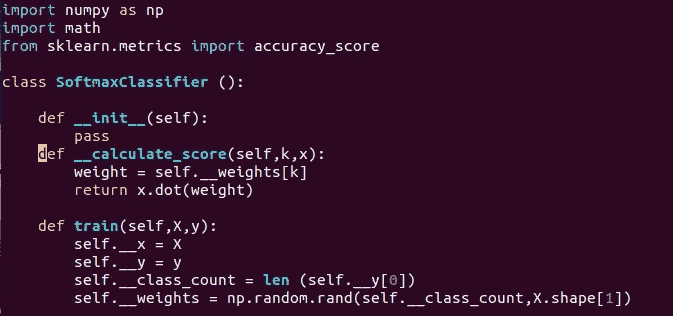 import numpy as np
import math
from sklearn.metrics import accuracy_score

class SoftmaxClassifier ():

    def __init__(self):
        pass
    def __calculate_score(self,k,x):
        weight = self.__weights[k]
        return x.dot(weight)

    def train(self,X,y):
        self.__x = X
        self.__y = y
        self.__class_count = len (self.__y[0])
        self.__weights = np.random.rand(self.__class_count,X.shape[1])